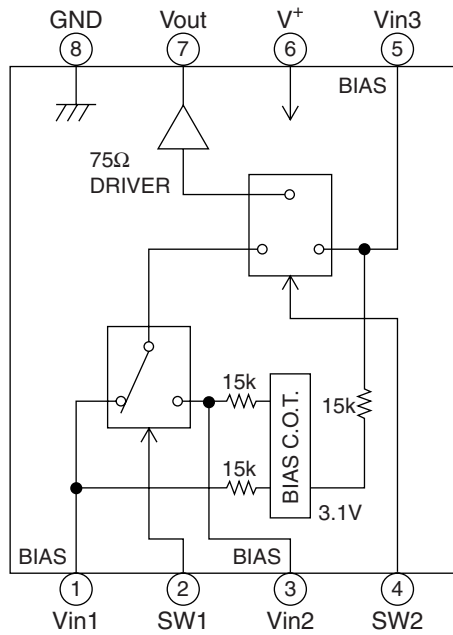 GND Vout V+ Vin3
8 7 6 5
BIAS
75Ω
DRIVER
15k
15k
15k
BIAS C.O.T.
3.1V
BIAS BIAS
1 2 3 4
Vin1 SW1 Vin2 SW2